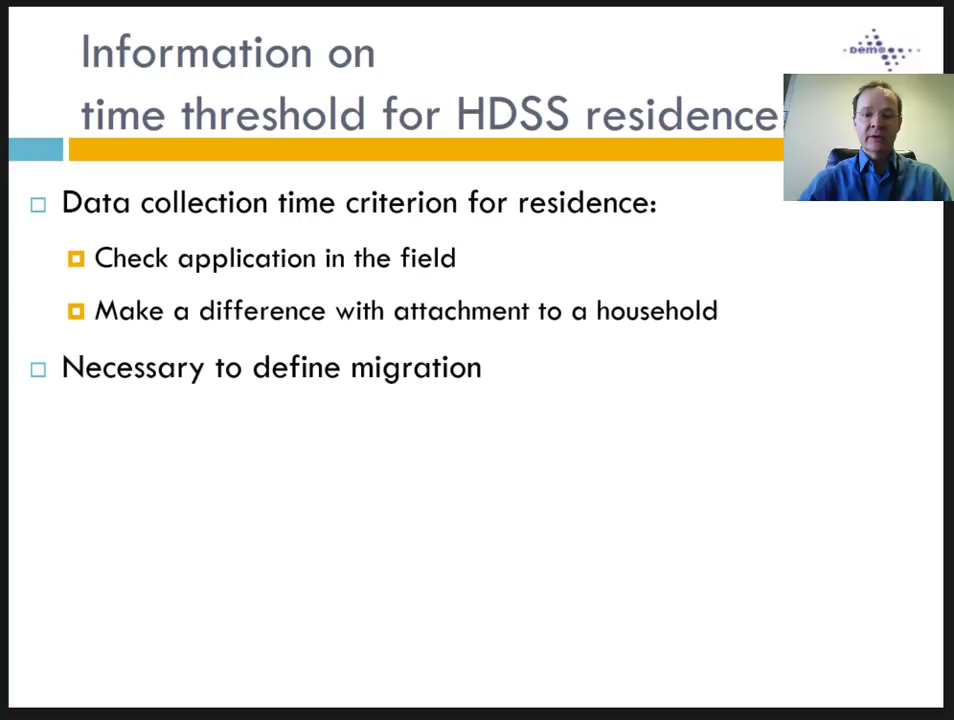 Information on
time threshold for HDSS residence
DEMO
Data collection time criterion for residence:
Check application in the field
Make a difference with attachment to a household
Necessary to define migration